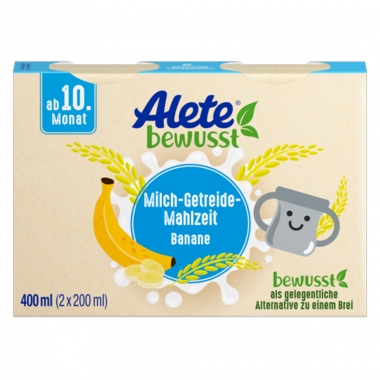 ab 10.
Monat
Alete®
bewusst
Milch-Getreide-
Mahlzeit
Banane
400 ml (2 x 200 ml)
bewusst
als gelegentliche
Alternative zu einem Brei